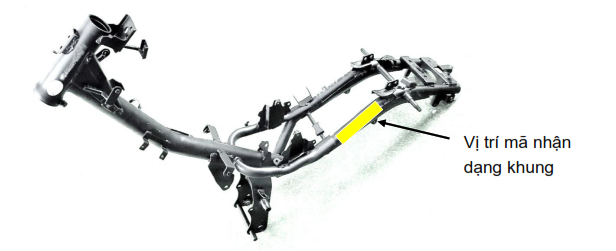 Vị trí mã nhận
dạng khung